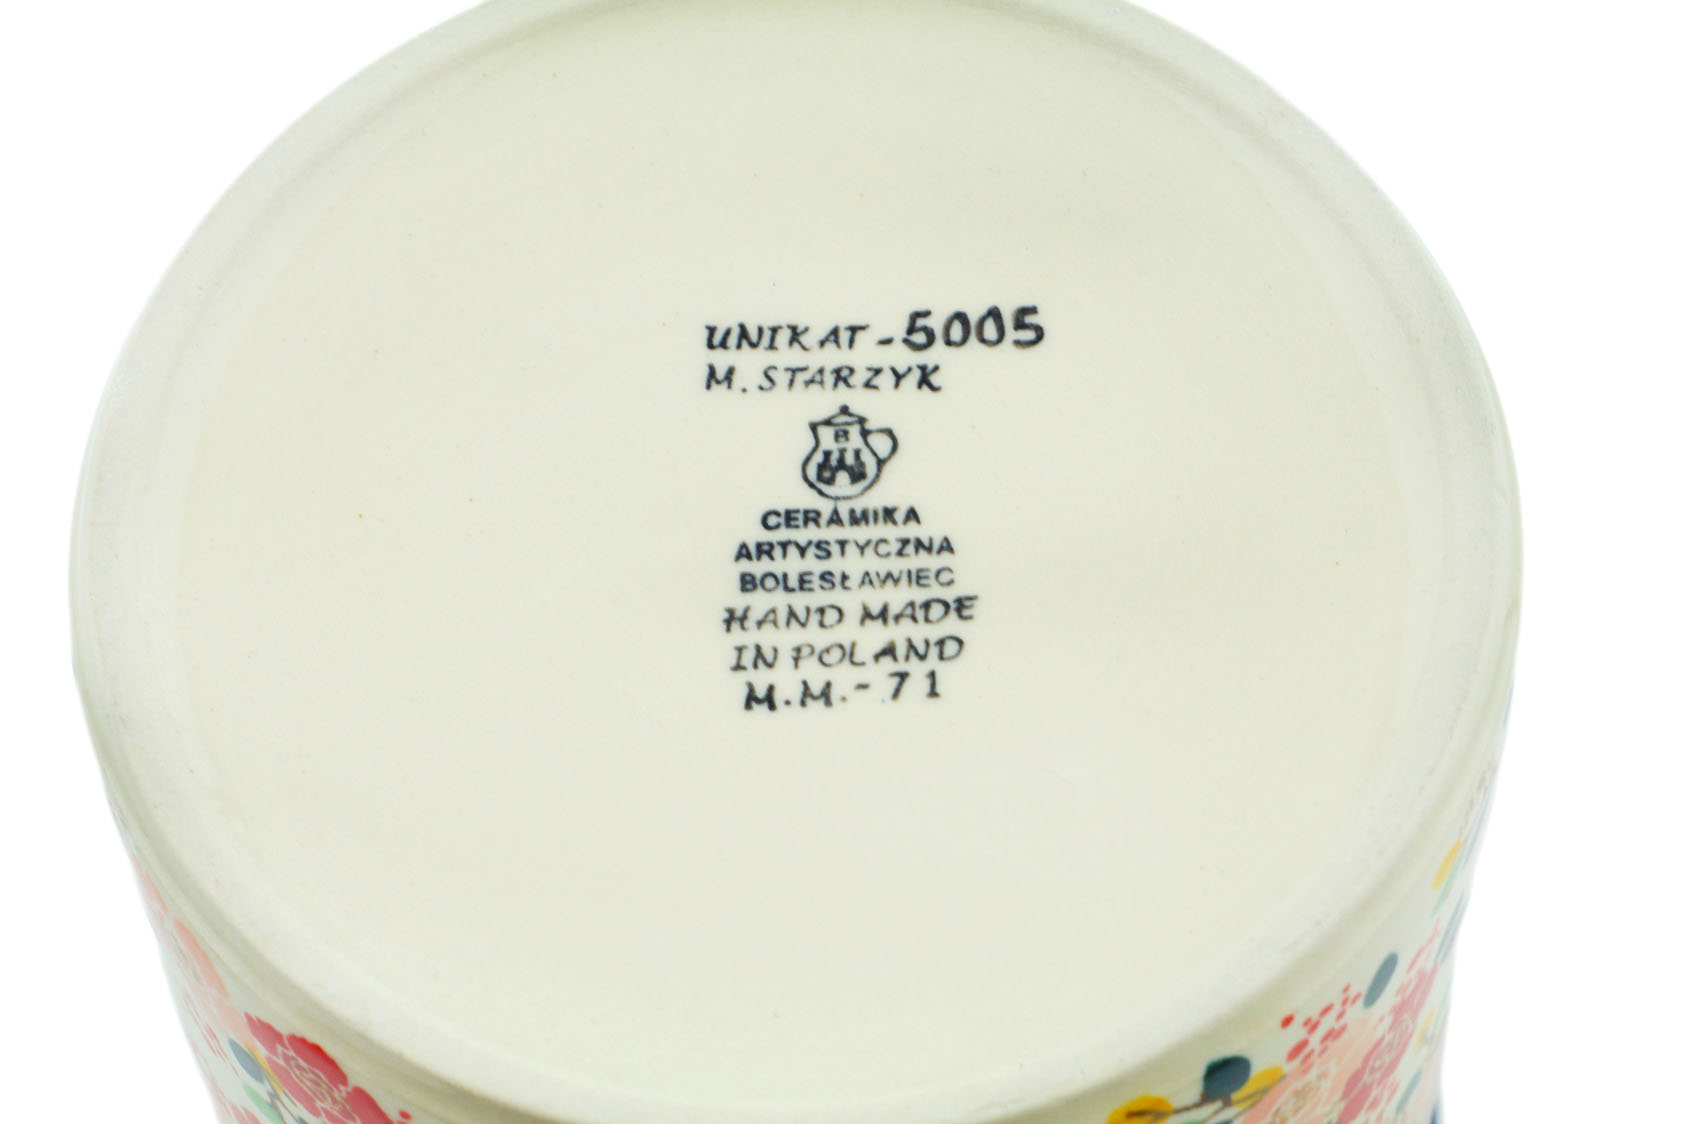 UNIKAT - 5005
M. STARZYK
B
CERAMIKA
ARTYSTYCZNA
BOLESŁAWIEC
HAND MADE
IN POLAND
M.M.- 71